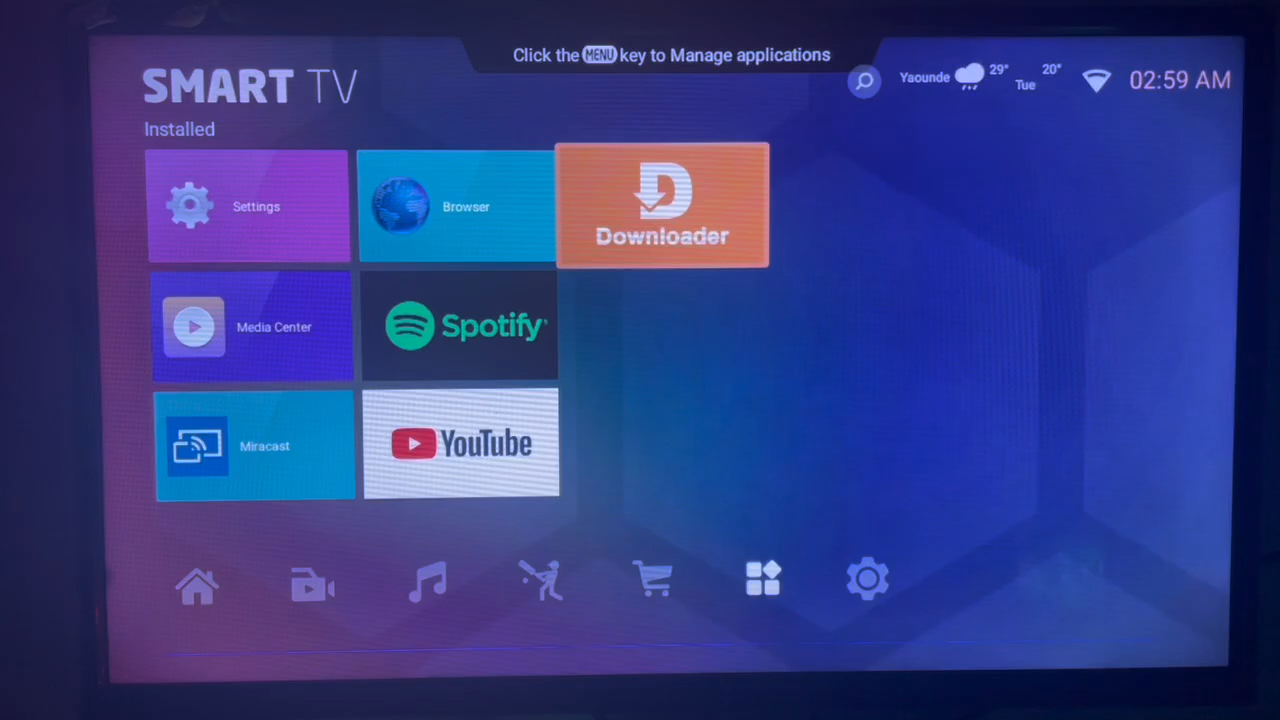 Click the MENU key to Manage applications
SMART TV
Yaounde 29° Tue 20° 02:59 AM
Installed
Settings
Browser
D
Downloader
Media Center
Spotify
Miracast
YouTube